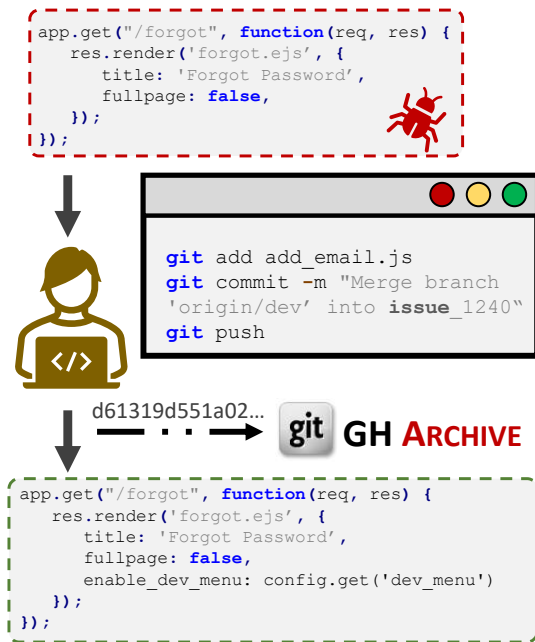 app.get("/forgot", function(req, res) {
res.render('forgot.ejs’, {
title: 'Forgot Password’,
fullpage: false,
});
});
git add add_email.js
git commit -m "Merge branch
'origin/dev’ into issue_1240“
git push
</>
d61319d551a02…
git GH ARCHIVE
app.get("/forgot", function(req, res) {
res.render('forgot.ejs’, {
title: 'Forgot Password’,
fullpage: false,
enable_dev_menu: config.get('dev_menu')
});
});